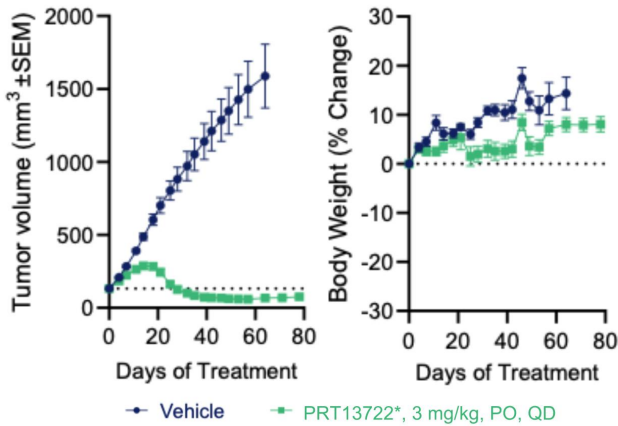 Tumor volume (mm³ ±SEM)
2000
1500
1000
500
0
0 20 40 60 80
Days of Treatment
Body Weight (% Change)
30
20
10
0
-10
-20
-30
0 20 40 60 80
Days of Treatment
Vehicle
PRT13722*, 3 mg/kg, PO, QD